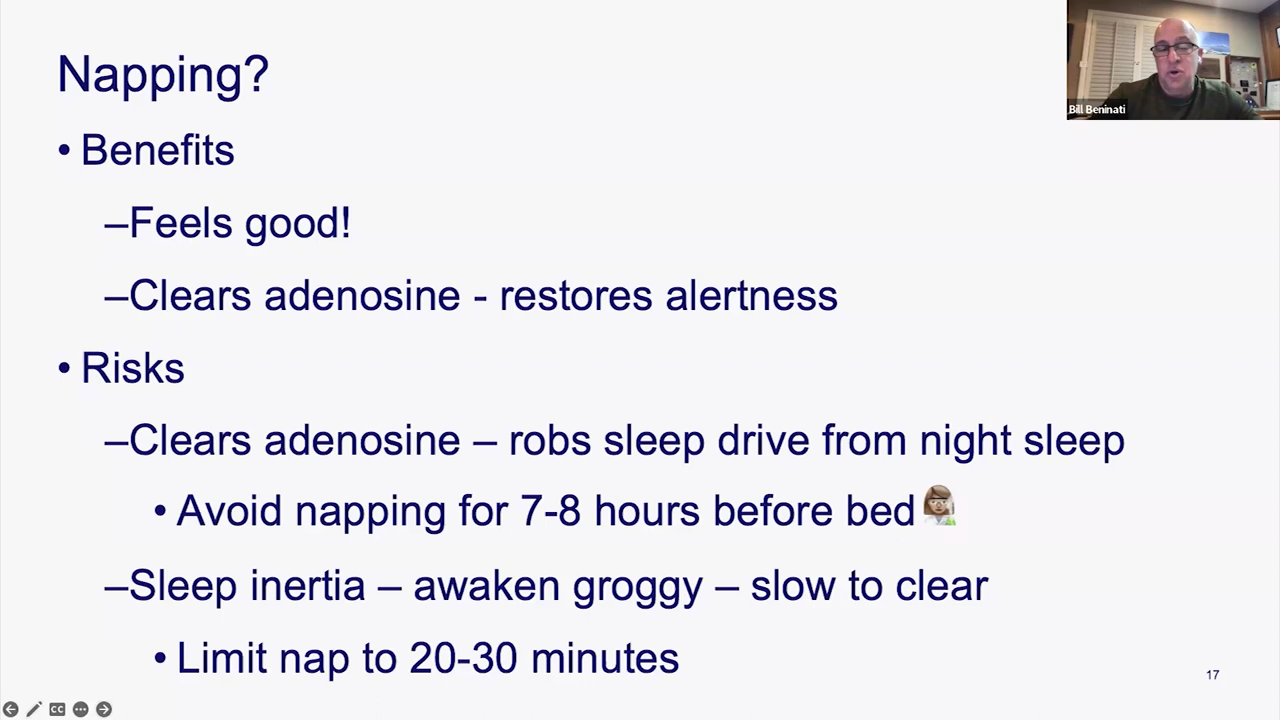 Napping?
Bill Beninati
• Benefits
–Feels good!
–Clears adenosine - restores alertness
• Risks
–Clears adenosine – robs sleep drive from night sleep
• Avoid napping for 7-8 hours before bed
–Sleep inertia – awaken groggy – slow to clear
• Limit nap to 20-30 minutes
17
CC